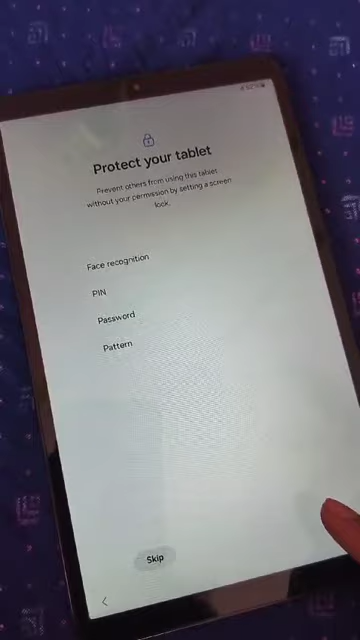 Protect your tablet
Prevent others from using this tablet
without your permission by setting a screen
lock.
Face recognition
PIN
Password
Pattern
Skip